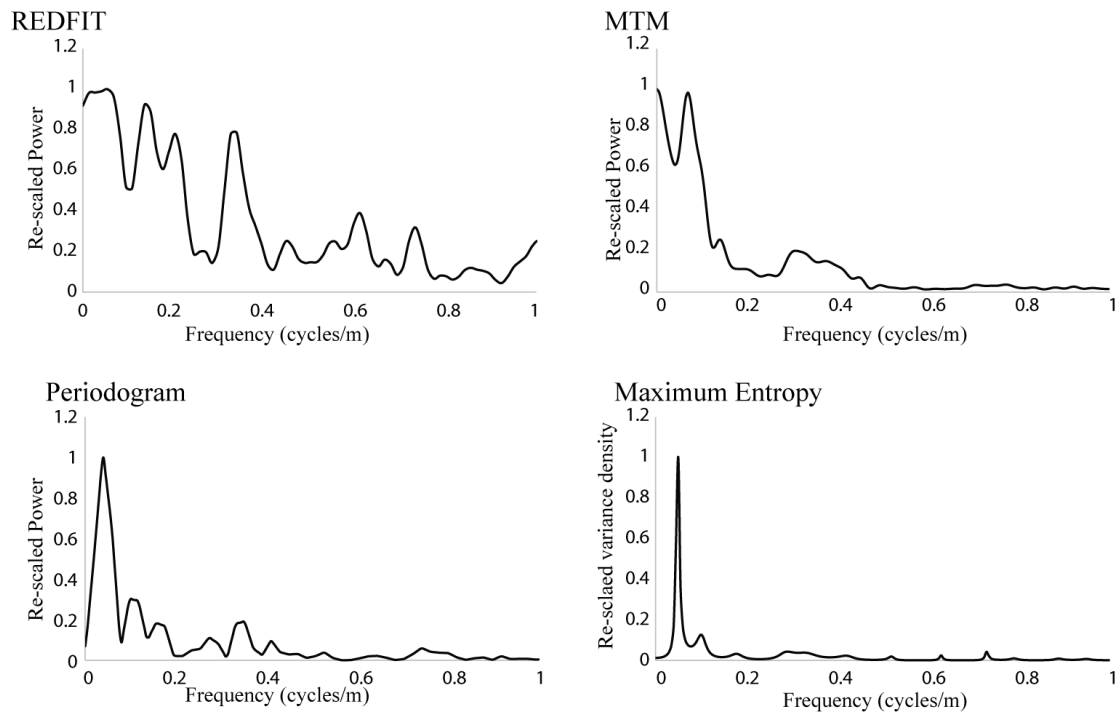 REDFIT
1.2
1
0.8
0.6
0.4
0.2
0
Re-scaled Power
0 0.2 0.4 0.6 0.8 1
Frequency (cycles/m)
MTM
1.2
1
0.8
0.6
0.4
0.2
0
Re-scaled Power
0 0.2 0.4 0.6 0.8 1
Frequency (cycles/m)
Periodogram
1.2
1
0.8
0.6
0.4
0.2
0
Re-scaled Power
0 0.2 0.4 0.6 0.8 1
Frequency (cycles/m)
Maximum Entropy
1.2
1
0.8
0.6
0.4
0.2
0
Re-sclaed variance density
0 0.2 0.4 0.6 0.8 1
Frequency (cycles/m)